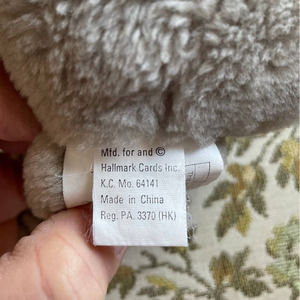 Mfd. for and ©
Hallmark Cards Inc.
K.C. Mo. 64141
Made in China
Reg. PA. 3370 (HK)